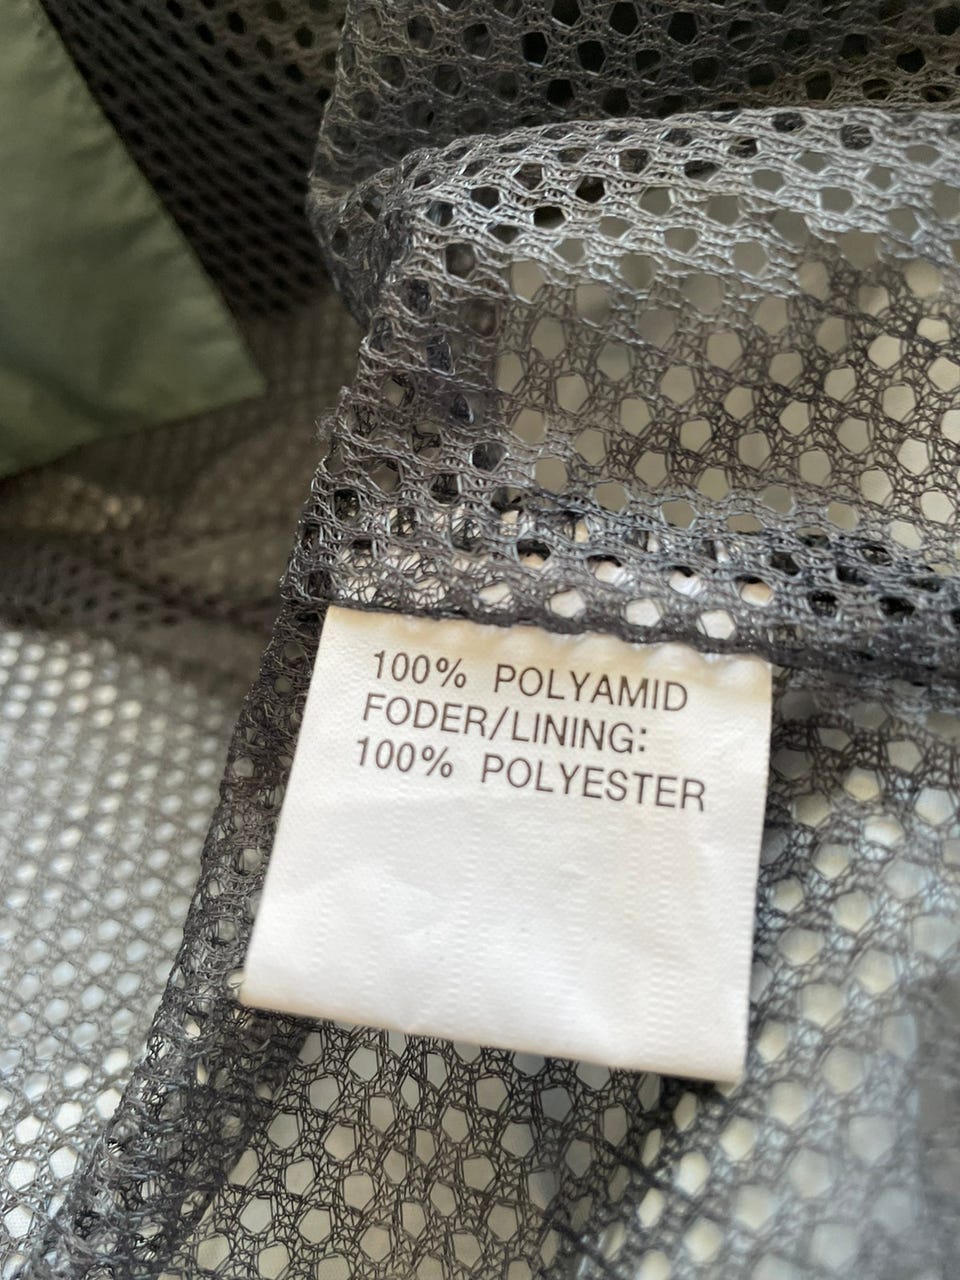 100% POLYAMID
FODER/LINING:
100% POLYESTER